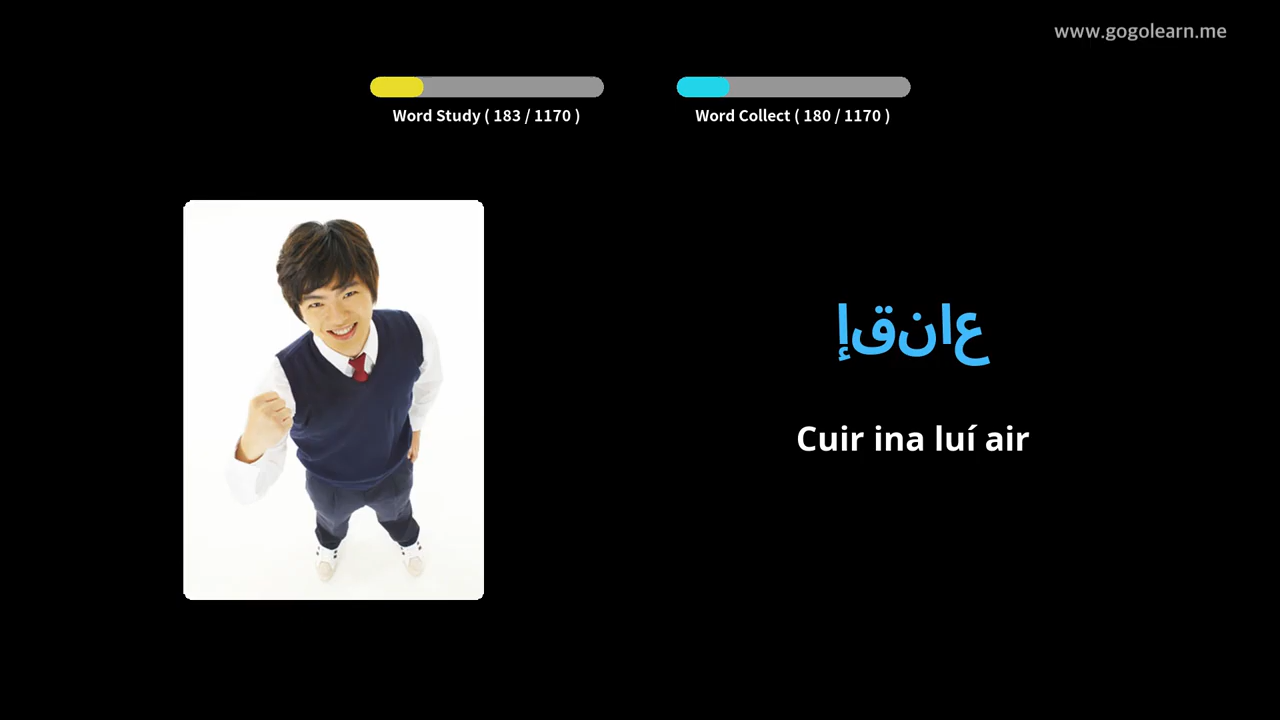 www.gogolearn.me
Word Study ( 183 / 1170 )
Word Collect ( 180 / 1170 )
إقناع
Cuir ina luí air